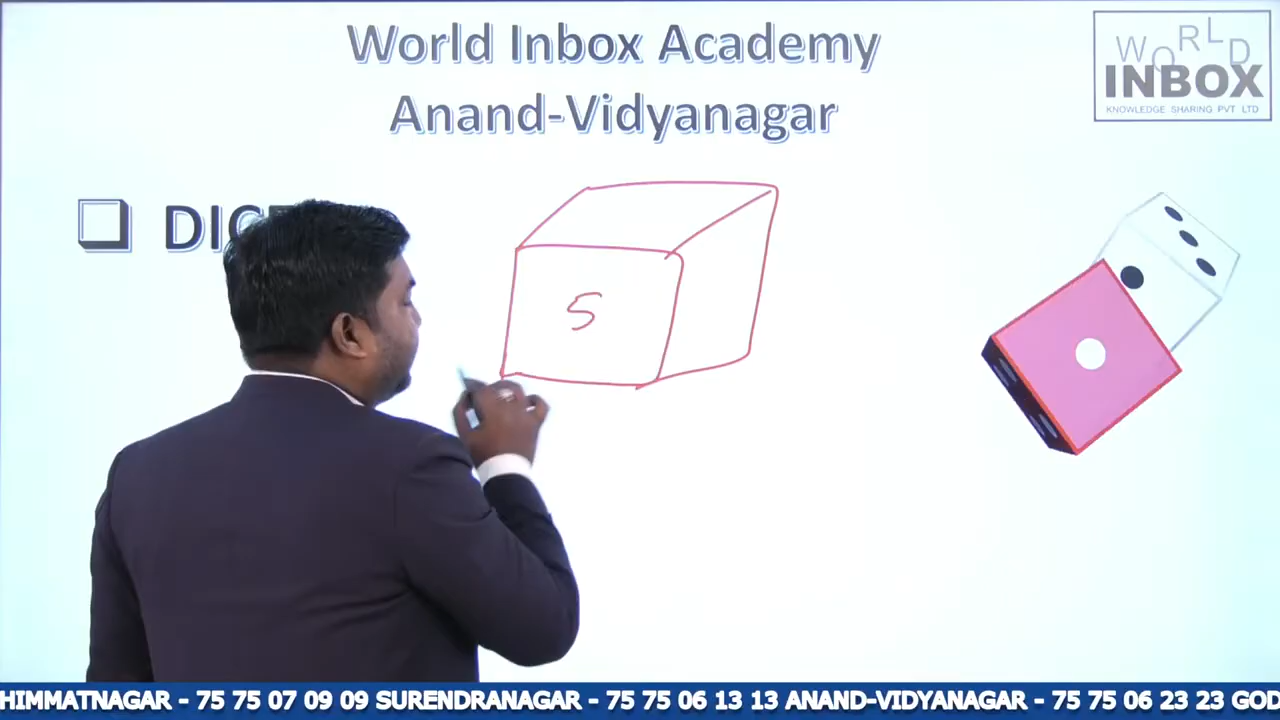 World Inbox Academy
Anand-Vidyanagar
WORLD
INBOX
KNOWLEDGE SHARING PVT LTD
5
HIMMATNAGAR - 75 75 07 09 09 SURENDRANAGAR - 75 75 06 13 13 ANAND-VIDYANAGAR - 75 75 06 23 23 GOD